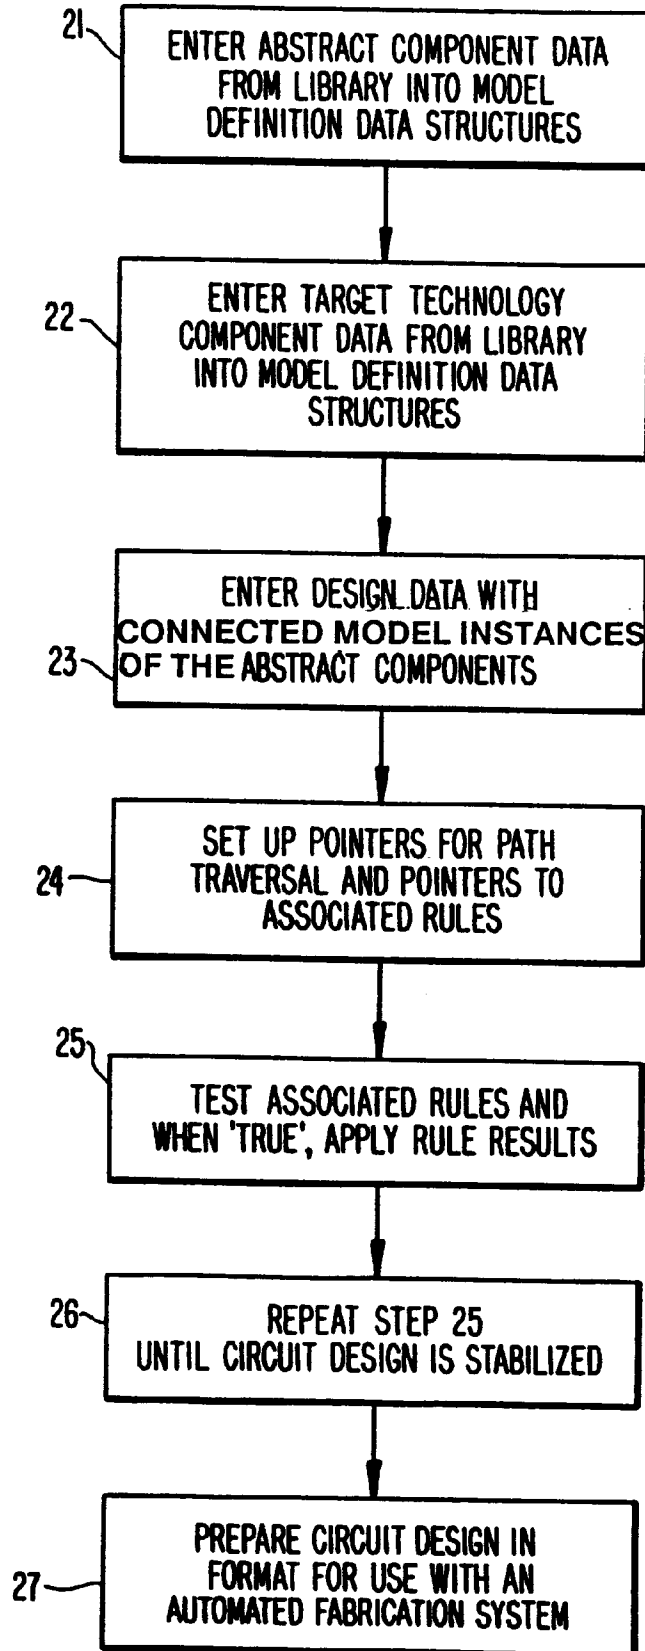 21
ENTER ABSTRACT COMPONENT DATA
FROM LIBRARY INTO MODEL
DEFINITION DATA STRUCTURES
22
ENTER TARGET TECHNOLOGY
COMPONENT DATA FROM LIBRARY
INTO MODEL DEFINITION DATA
STRUCTURES
ENTER DESIGN DATA WITH
CONNECTED MODEL INSTANCES
23
OF THE ABSTRACT COMPONENTS
24
SET UP POINTERS FOR PATH
TRAVERSAL AND POINTERS TO
ASSOCIATED RULES
25
TEST ASSOCIATED RULES AND
WHEN 'TRUE', APPLY RULE RESULTS
26
REPEAT STEP 25
UNTIL CIRCUIT DESIGN IS STABILIZED
27
PREPARE CIRCUIT DESIGN IN
FORMAT FOR USE WITH AN
AUTOMATED FABRICATION SYSTEM